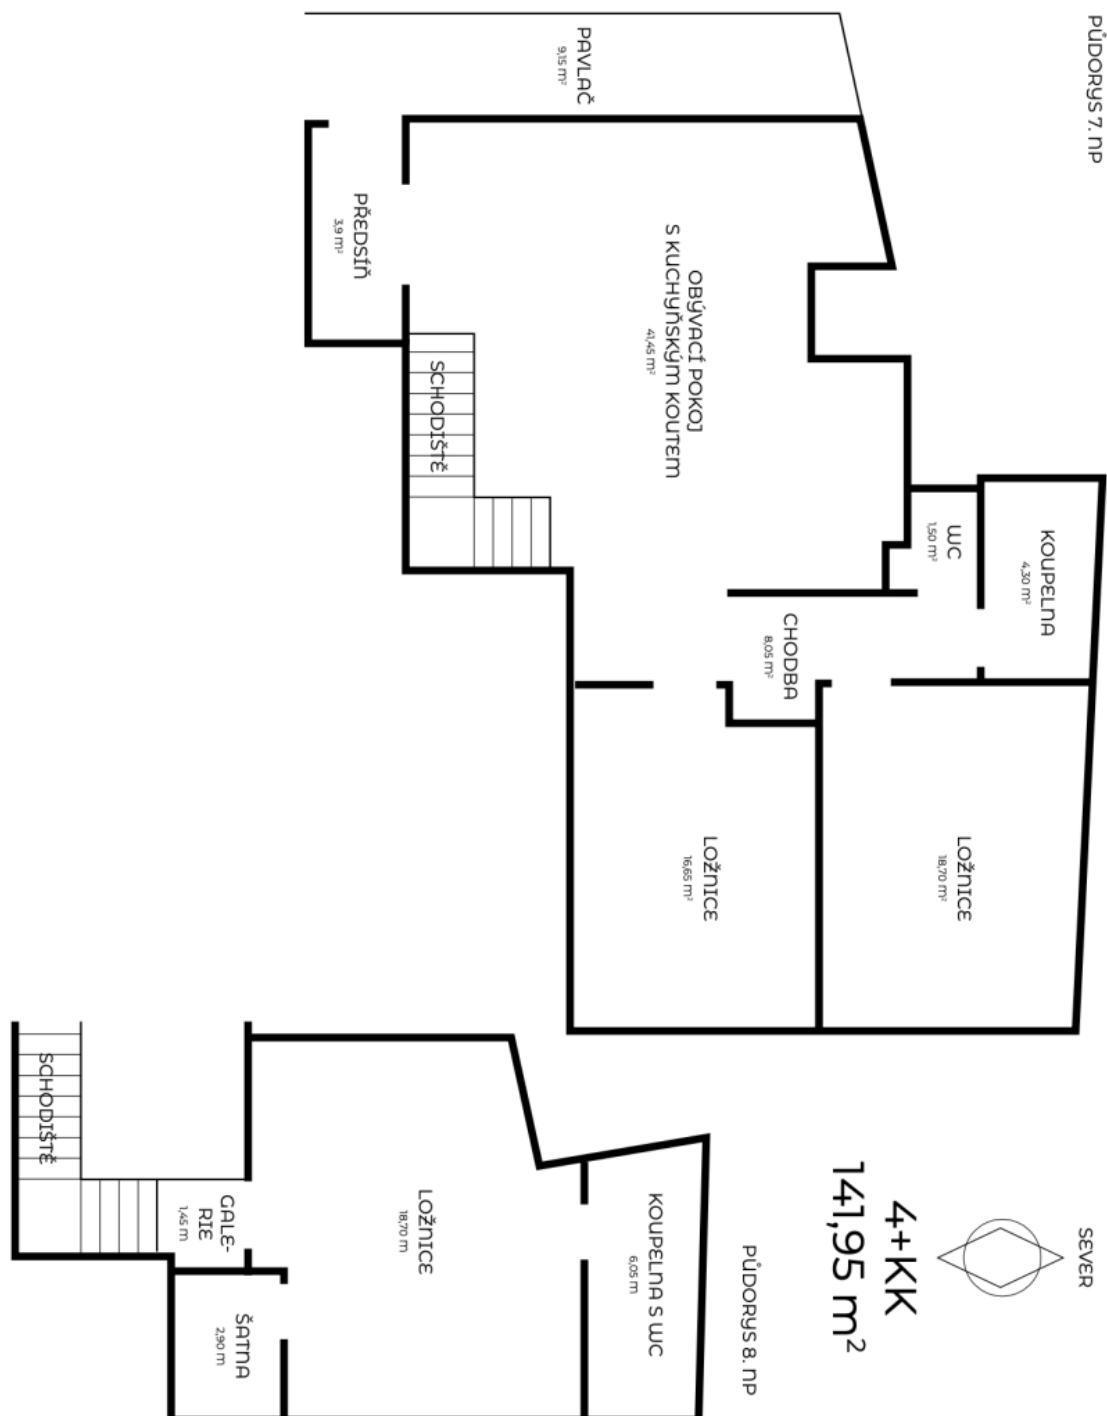 PŮDORYS 7. NP
PAVLAČ
9,15 m²
PŘEDSÍŇ
3,9 m²
OBÝVACÍ POKOJ
S KUCHYŇSKÝM KOUTEM
41,45 m²
SCHODIŠTĚ
WC
1,50 m²
KOUPELNA
4,30 m²
CHODBA
8,05 m²
LOŽNICE
16,65 m²
LOŽNICE
18,70 m²
SEVER
4+KK
141,95 m²
PŮDORYS 8. NP
SCHODIŠTĚ
GALE-
RIE
1,45 m
LOŽNICE
18,70 m
KOUPELNA S WC
6,05 m
ŠATNA
2,90 m